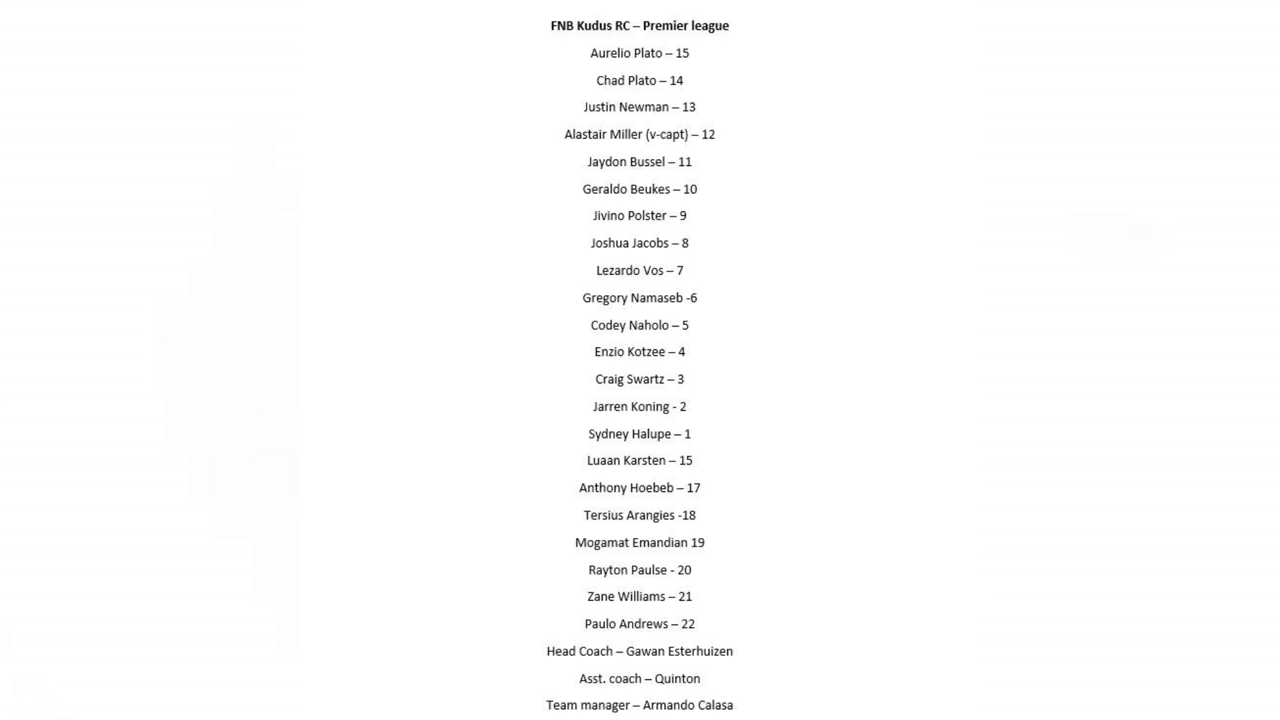 FNB Kudus RC – Premier league
Aurelio Plato – 15
Chad Plato – 14
Justin Newman – 13
Alastair Miller (v-capt) – 12
Jaydon Bussel – 11
Geraldo Beukes – 10
Jivino Polster – 9
Joshua Jacobs – 8
Lezardo Vos – 7
Gregory Namaseb -6
Codey Naholo – 5
Enzio Kotzee – 4
Craig Swartz – 3
Jarren Koning - 2
Sydney Halupe – 1
Luaan Karsten – 15
Anthony Hoebeb – 17
Tersius Arangies -18
Mogamat Emandian 19
Rayton Paulse - 20
Zane Williams – 21
Paulo Andrews – 22
Head Coach – Gawan Esterhuizen
Asst. coach – Quinton
Team manager – Armando Calasa